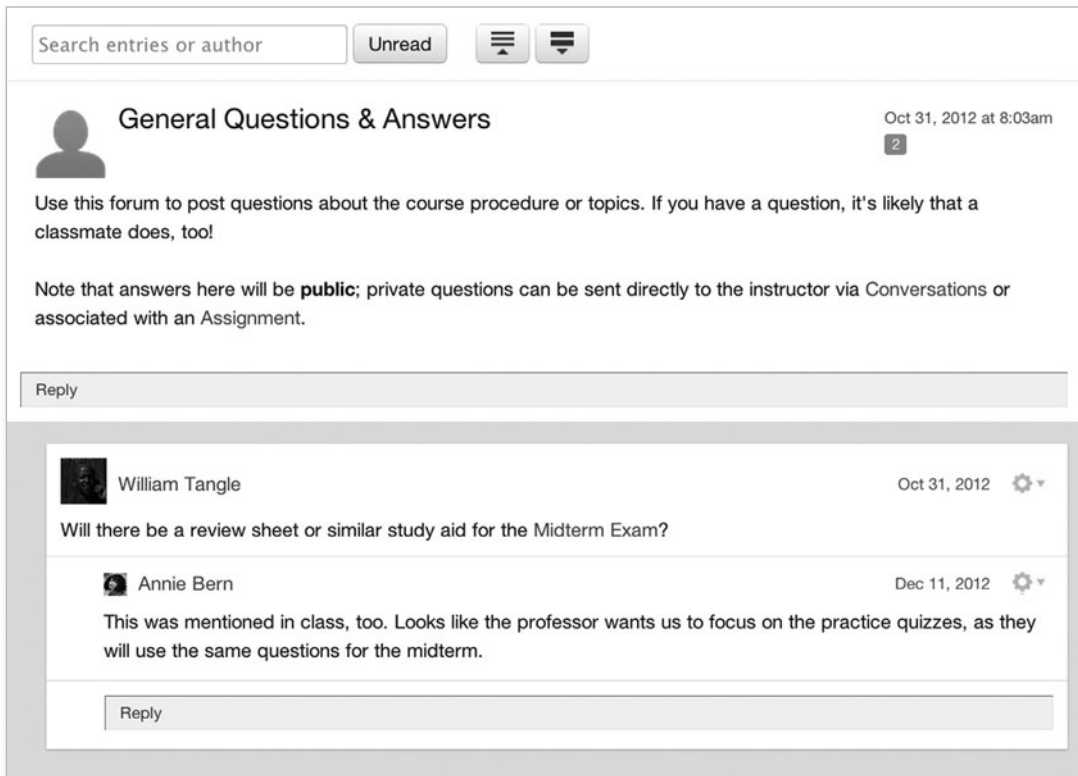 Search entries or author
Unread
General Questions & Answers
Oct 31, 2012 at 8:03am
2
Use this forum to post questions about the course procedure or topics. If you have a question, it's likely that a
classmate does, too!
Note that answers here will be public; private questions can be sent directly to the instructor via Conversations or
associated with an Assignment.
Reply
William Tangle
Oct 31, 2012
Will there be a review sheet or similar study aid for the Midterm Exam?
Annie Bern
Dec 11, 2012
This was mentioned in class, too. Looks like the professor wants us to focus on the practice quizzes, as they
will use the same questions for the midterm.
Reply